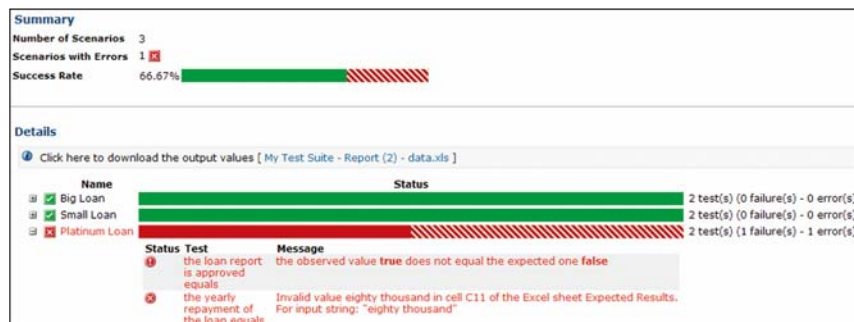 Summary
Number of Scenarios 3
Scenarios with Errors 1
Success Rate 66.67%
Details
Click here to download the output values [ My Test Suite - Report (2) - data.xls ]
Name Status
Big Loan 2 test(s) (0 failure(s) - 0 error(s)
Small Loan 2 test(s) (0 failure(s) - 0 error(s)
Platinum Loan 2 test(s) (1 failure(s) - 1 error(s)
Status Test Message
the loan report the observed value true does not equal the expected one false
is approved
equals
the yearly Invalid value eighty thousand in cell C11 of the Excel sheet Expected Results.
repayment of For input string: "eighty thousand"
the loan equals